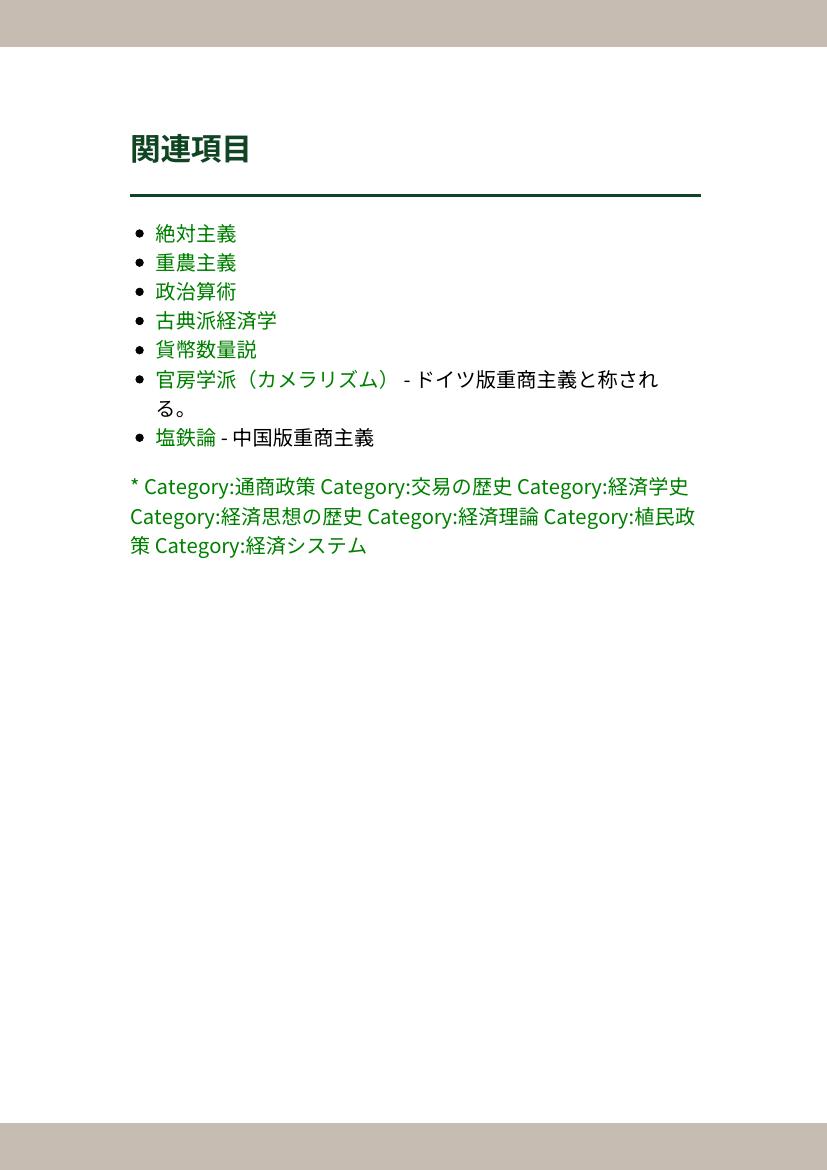 関連項目
• 絶対主義
• 重農主義
• 政治算術
• 古典派経済学
• 貨幣数量説
• 官房学派（カメラリズム） - ドイツ版重商主義と称され
る。
• 塩鉄論 - 中国版重商主義
* Category:通商政策 Category:交易の歴史 Category:経済学史
Category:経済思想の歴史 Category:経済理論 Category:植民政
策 Category:経済システム